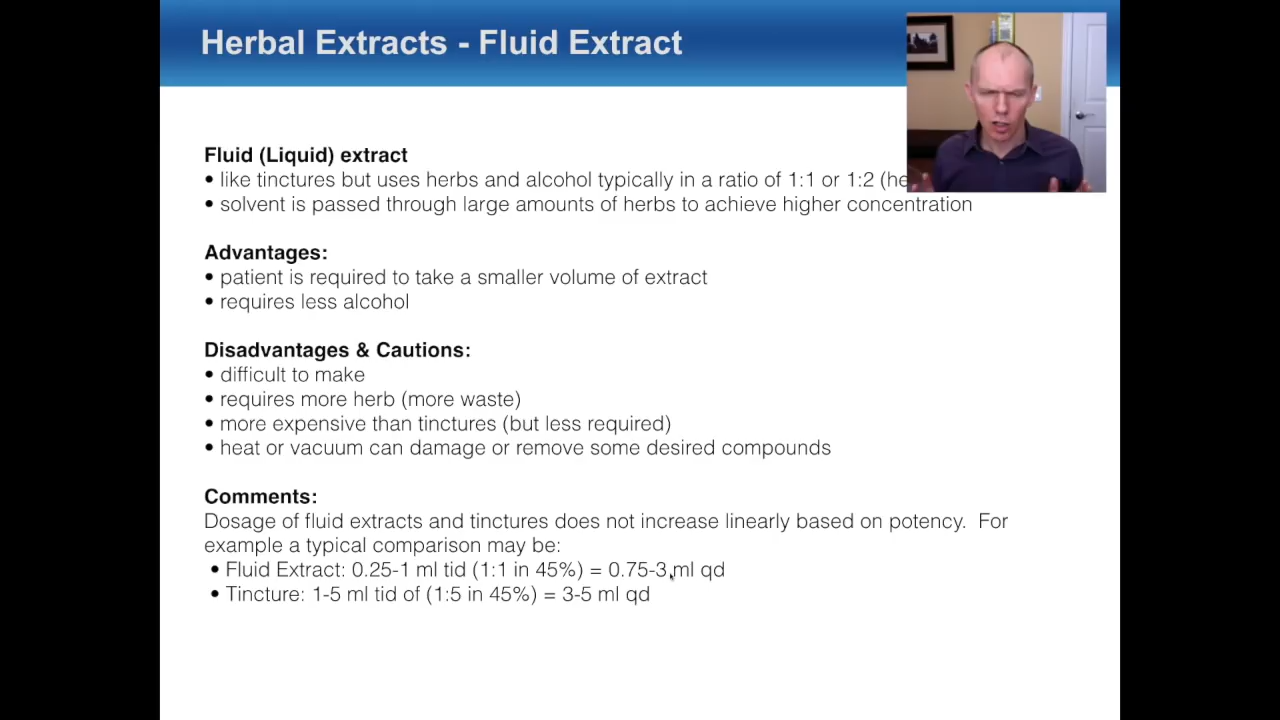 Herbal Extracts - Fluid Extract
Fluid (Liquid) extract
• like tinctures but uses herbs and alcohol typically in a ratio of 1:1 or 1:2
• solvent is passed through large amounts of herbs to achieve higher concentration
Advantages:
• patient is required to take a smaller volume of extract
• requires less alcohol
Disadvantages & Cautions:
• difficult to make
• requires more herb (more waste)
• more expensive than tinctures (but less required)
• heat or vacuum can damage or remove some desired compounds
Comments:
Dosage of fluid extracts and tinctures does not increase linearly based on potency. For
example a typical comparison may be:
• Fluid Extract: 0.25-1 ml tid (1:1 in 45%) = 0.75-3 ml qd
• Tincture: 1-5 ml tid of (1:5 in 45%) = 3-5 ml qd